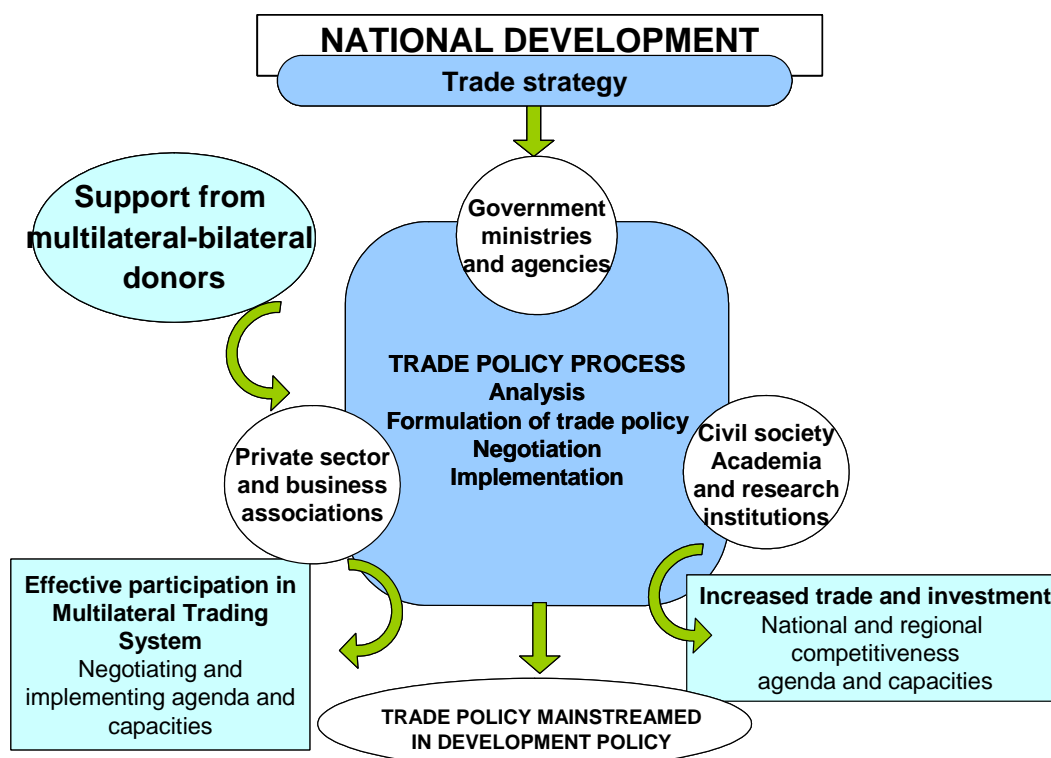 NATIONAL DEVELOPMENT
Trade strategy
Support from
multilateral-bilateral
donors
Government
ministries
and agencies
TRADE POLICY PROCESS
Analysis
Formulation of trade policy
Negotiation
Implementation
Private sector
and business
associations
Civil society
Academia
and research
institutions
Effective participation in
Multilateral Trading
System
Negotiating and
implementing agenda and
capacities
Increased trade and investment
National and regional
competitiveness
agenda and capacities
TRADE POLICY MAINSTREAMED
IN DEVELOPMENT POLICY